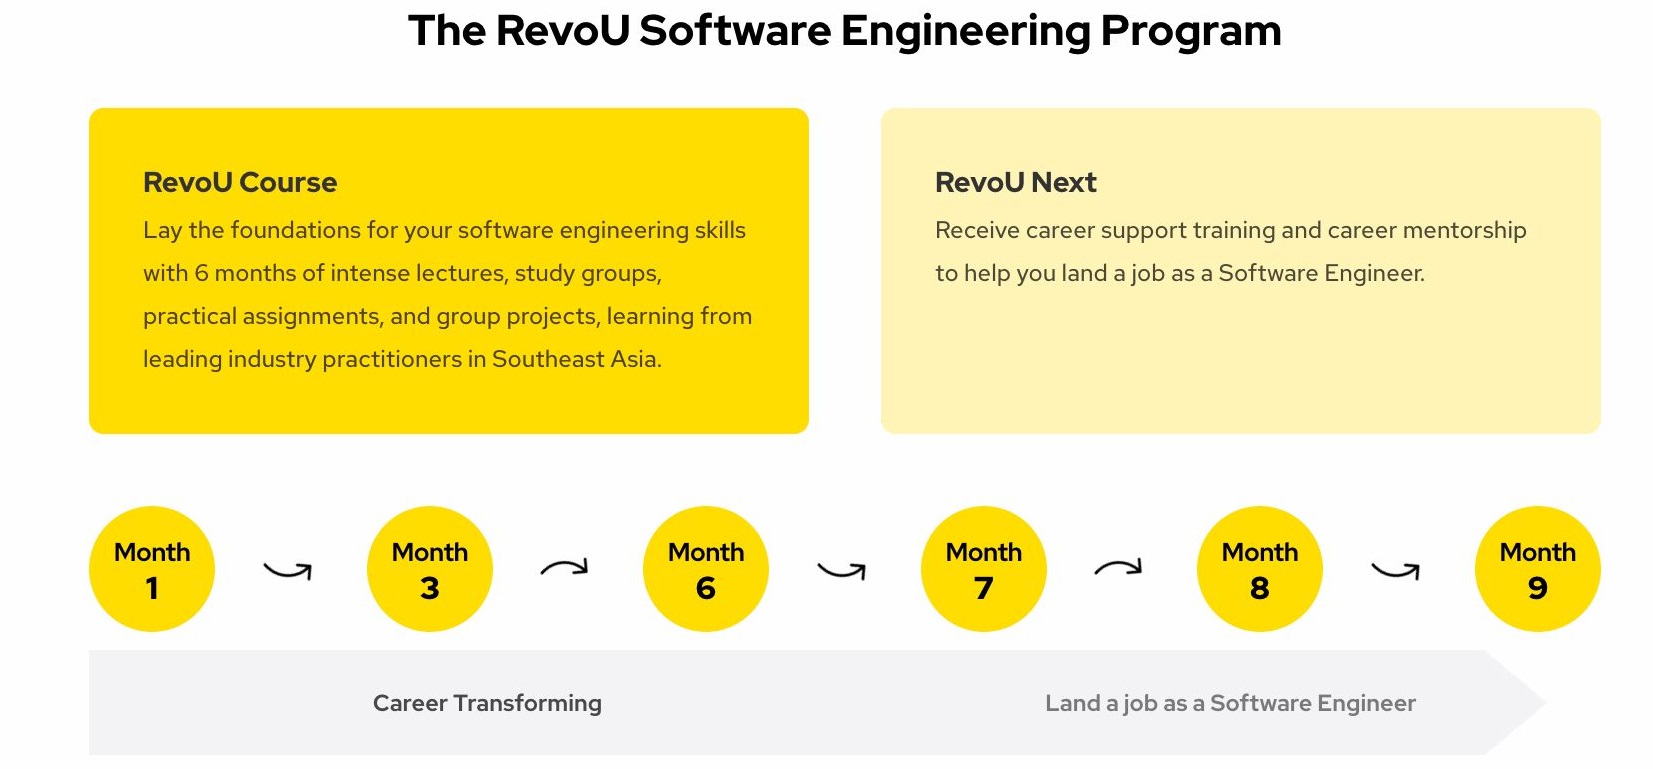 The RevoU Software Engineering Program
RevoU Course
Lay the foundations for your software engineering skills
with 6 months of intense lectures, study groups,
practical assignments, and group projects, learning from
leading industry practitioners in Southeast Asia.
RevoU Next
Receive career support training and career mentorship
to help you land a job as a Software Engineer.
Month
1
Month
3
Month
6
Month
7
Month
8
Month
9
Career Transforming
Land a job as a Software Engineer